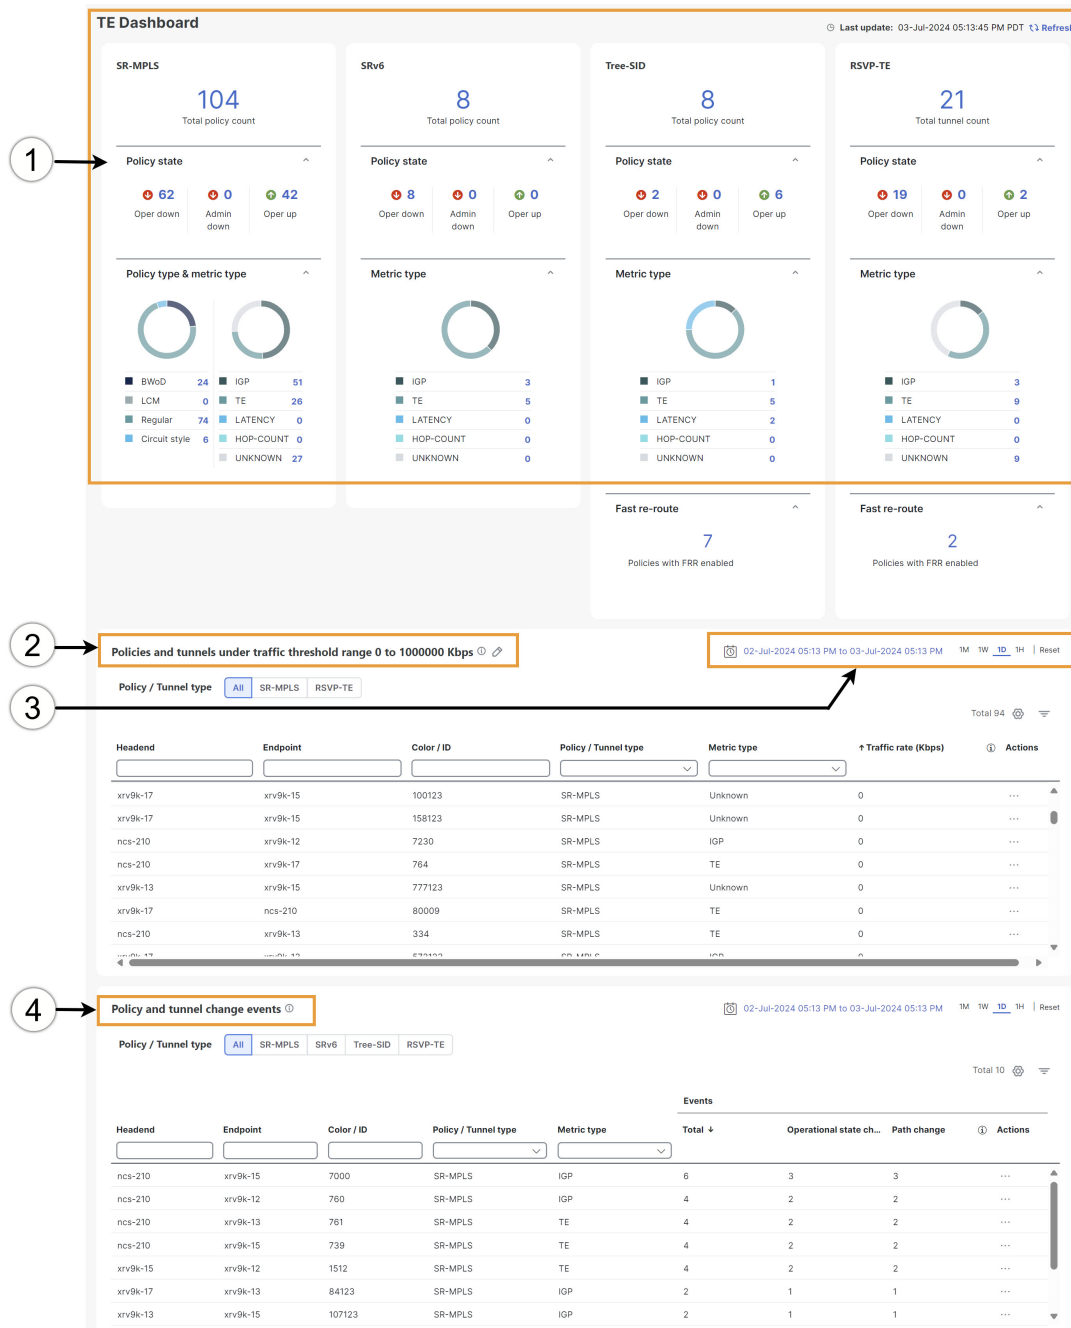 TE Dashboard
Last update: 03-Jul-2024 05:13:45 PM PDT Refresh
SR-MPLS SRv6 Tree-SID RSVP-TE
104 8 8 21
Total policy count Total policy count Total policy count Total tunnel count
1
Policy state Policy state Policy state Policy state
62 0 42 8 0 0 2 0 6 19 0 2
Oper down Admin down Oper up Oper down Admin down Oper up Oper down Admin down Oper up Oper down Admin down Oper up
Policy type & metric type Metric type Metric type Metric type
BWoD 24 IGP 51 IGP 3 IGP 1 IGP 3
LCM 0 TE 26 TE 5 TE 5 TE 9
Regular 74 LATENCY 0 LATENCY 0 LATENCY 2 LATENCY 0
Circuit style 6 HOP-COUNT 0 HOP-COUNT 0 HOP-COUNT 0 HOP-COUNT 0
UNKNOWN 27 UNKNOWN 0 UNKNOWN 0 UNKNOWN 9
Fast re-route Fast re-route
7 2
Policies with FRR enabled Policies with FRR enabled
2
Policies and tunnels under traffic threshold range 0 to 1000000 Kbps
02-Jul-2024 05:13 PM to 03-Jul-2024 05:13 PM 1M 1W 1D 1H Reset
3
Policy / Tunnel type All SR-MPLS RSVP-TE
Total 94
Headend Endpoint Color / ID Policy / Tunnel type Metric type Traffic rate (Kbps) Actions
xrv9k-17 xrv9k-15 100123 SR-MPLS Unknown 0 ...
xrv9k-17 xrv9k-15 158123 SR-MPLS Unknown 0 ...
ncs-210 xrv9k-12 7230 SR-MPLS IGP 0 ...
ncs-210 xrv9k-17 764 SR-MPLS TE 0 ...
xrv9k-13 xrv9k-15 777123 SR-MPLS Unknown 0 ...
xrv9k-17 ncs-210 80009 SR-MPLS TE 0 ...
ncs-210 xrv9k-13 334 SR-MPLS TE 0 ...
xrv9k-17 SR-MPLS IGP 0
4
Policy and tunnel change events
02-Jul-2024 05:13 PM to 03-Jul-2024 05:13 PM 1M 1W 1D 1H Reset
Policy / Tunnel type All SR-MPLS SRv6 Tree-SID RSVP-TE
Total 10
Events
Headend Endpoint Color / ID Policy / Tunnel type Metric type Total Operational state ch... Path change Actions
ncs-210 xrv9k-15 7000 SR-MPLS IGP 6 3 3 ...
ncs-210 xrv9k-12 760 SR-MPLS IGP 4 2 2 ...
ncs-210 xrv9k-13 761 SR-MPLS TE 4 2 2 ...
ncs-210 xrv9k-15 739 SR-MPLS TE 4 2 2 ...
xrv9k-15 xrv9k-12 1512 SR-MPLS TE 4 2 2 ...
xrv9k-17 xrv9k-13 84123 SR-MPLS IGP 2 1 1 ...
xrv9k-13 xrv9k-15 107123 SR-MPLS IGP 2 1 1 ...